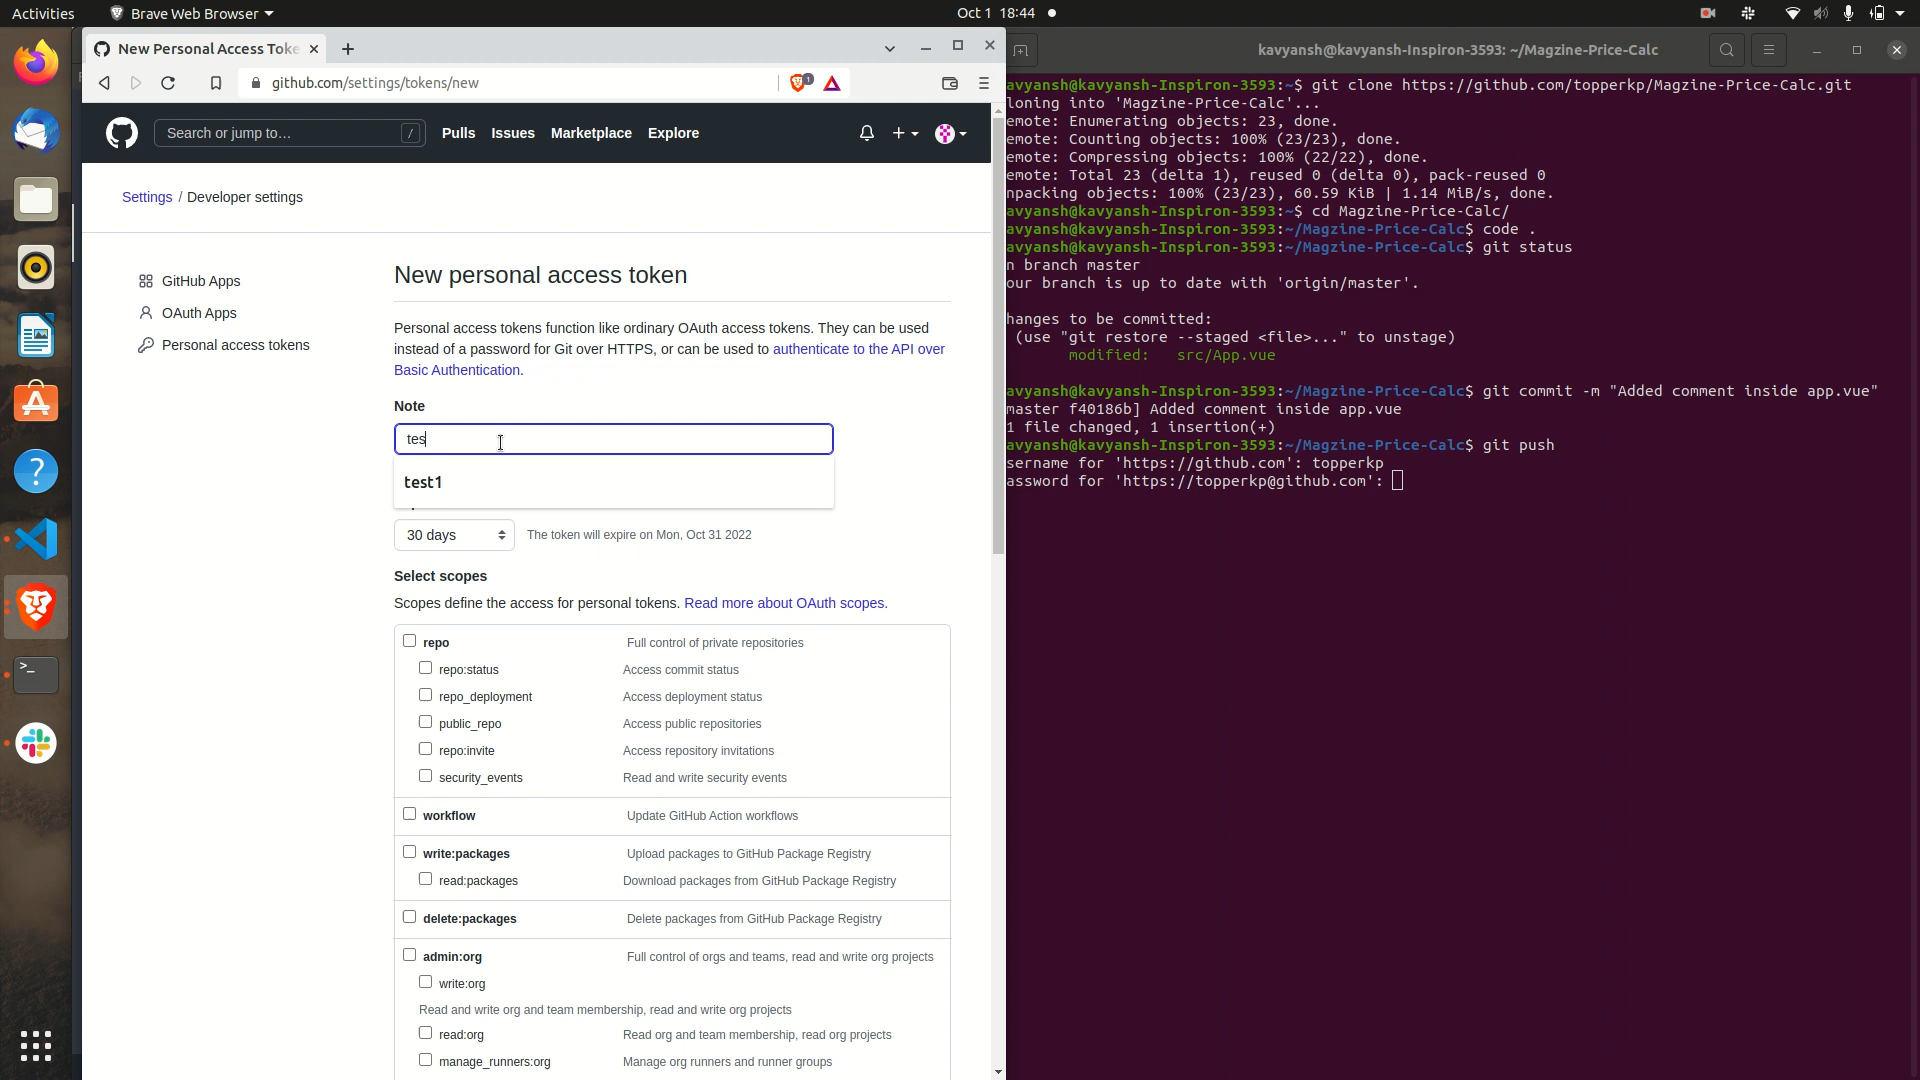 Activities
Brave Web Browser
Oct 1 18:44
New Personal Access Toke
github.com/settings/tokens/new
1
Search or jump to…
/
Pulls
Issues
Marketplace
Explore
Settings / Developer settings
GitHub Apps
OAuth Apps
Personal access tokens
New personal access token
Personal access tokens function like ordinary OAuth access tokens. They can be used
instead of a password for Git over HTTPS, or can be used to authenticate to the API over
Basic Authentication.
Note
tes
test1
30 days
The token will expire on Mon, Oct 31 2022
Select scopes
Scopes define the access for personal tokens. Read more about OAuth scopes.
repo Full control of private repositories
repo:status Access commit status
repo_deployment Access deployment status
public_repo Access public repositories
repo:invite Access repository invitations
security_events Read and write security events
workflow Update GitHub Action workflows
write:packages Upload packages to GitHub Package Registry
read:packages Download packages from GitHub Package Registry
delete:packages Delete packages from GitHub Package Registry
admin:org Full control of orgs and teams, read and write org projects
write:org
Read and write org and team membership, read and write org projects
read:org Read org and team membership, read org projects
manage_runners:org Manage org runners and runner groups
kavyansh@kavyansh-Inspiron-3593: ~/Magzine-Price-Calc
avyansh@kavyansh-Inspiron-3593:~$ git clone https://github.com/topperkp/Magzine-Price-Calc.git
loning into 'Magzine-Price-Calc'...
emote: Enumerating objects: 23, done.
emote: Counting objects: 100% (23/23), done.
emote: Compressing objects: 100% (22/22), done.
emote: Total 23 (delta 1), reused 0 (delta 0), pack-reused 0
npacking objects: 100% (23/23), 60.59 KiB | 1.14 MiB/s, done.
avyansh@kavyansh-Inspiron-3593:~$ cd Magzine-Price-Calc/
avyansh@kavyansh-Inspiron-3593:~/Magzine-Price-Calc$ code .
avyansh@kavyansh-Inspiron-3593:~/Magzine-Price-Calc$ git status
n branch master
our branch is up to date with 'origin/master'.
hanges to be committed:
(use "git restore --staged <file>..." to unstage)
modified: src/App.vue
avyansh@kavyansh-Inspiron-3593:~/Magzine-Price-Calc$ git commit -m "Added comment inside app.vue"
master f40186b] Added comment inside app.vue
1 file changed, 1 insertion(+)
avyansh@kavyansh-Inspiron-3593:~/Magzine-Price-Calc$ git push
sername for 'https://github.com': topperkp
assword for 'https://topperkp@github.com':